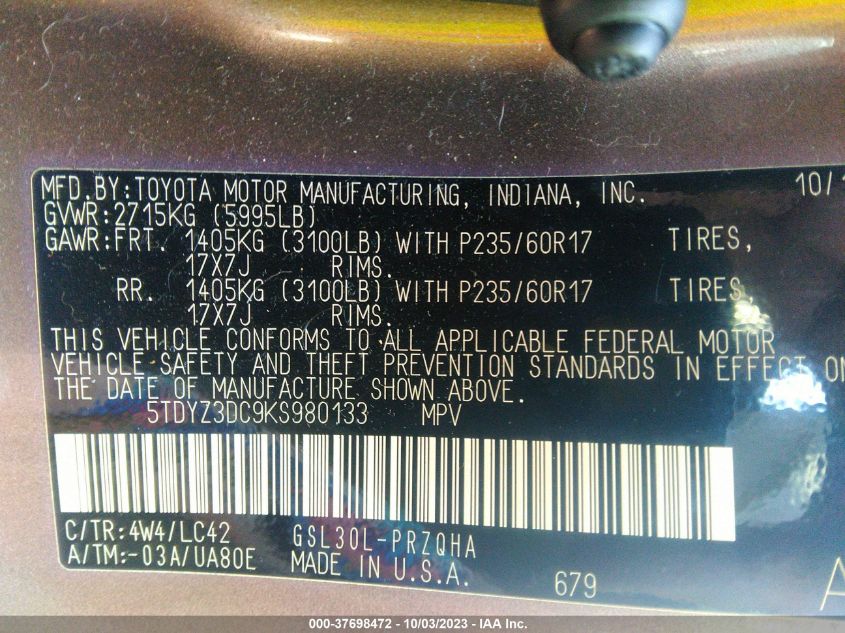 MFD.BY:TOYOTA MOTOR MANUFACTURING, INDIANA, INC. 10/1
GVWR:2715KG (5995LB)
GAWR:FRT. 1405KG (3100LB) WITH P235/60R17 TIRES,
17X7J RIMS.
RR. 1405KG (3100LB) WITH P235/60R17 TIRES,
17X7J RIMS.
THIS VEHICLE CONFORMS TO ALL APPLICABLE FEDERAL MOTOR
VEHICLE SAFETY AND THEFT PREVENTION STANDARDS IN EFFECT ON
THE DATE OF MANUFACTURE SHOWN ABOVE.
5TDYZ3DC9KS980133 MPV
C/TR:4W4/LC42 GSL30L-PRZQHA
A/TM:-03A/UA80E MADE IN U.S.A. 679
000-37698472 - 10/03/2023 - IAA Inc.